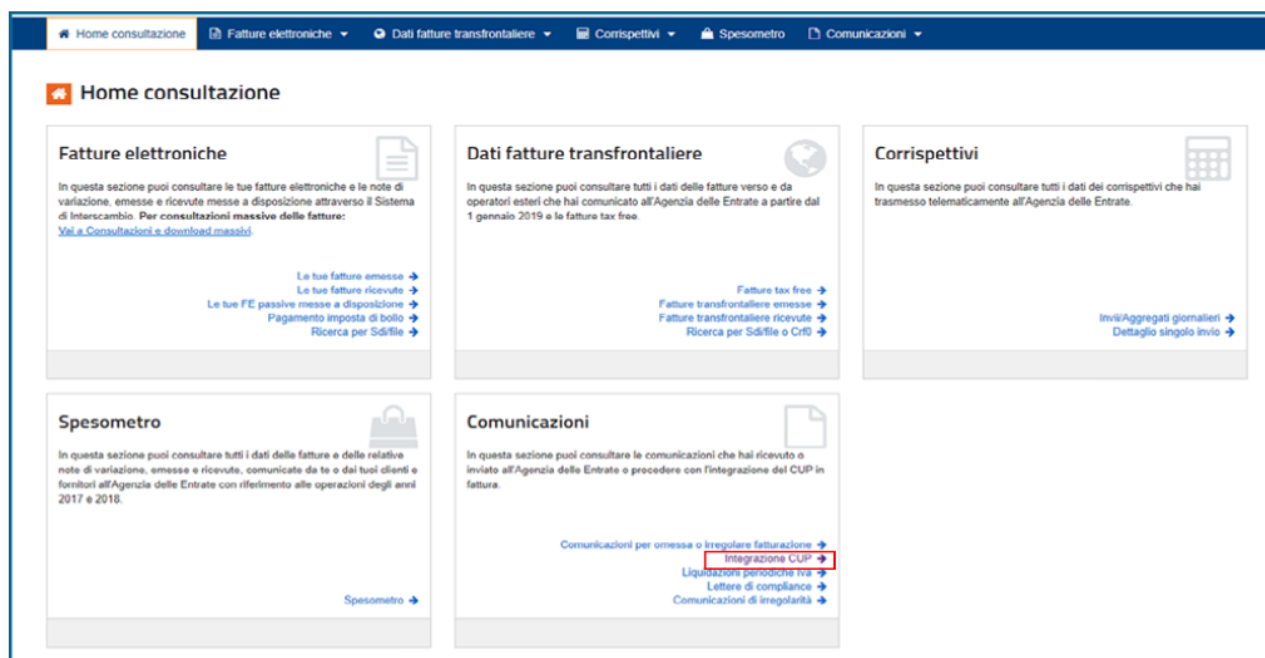 Home consultazione
Fatture elettroniche
Dati fatture transfrontaliere
Corrispettivi
Spesometro
Comunicazioni
Home consultazione
Fatture elettroniche
In questa sezione puoi consultare le tue fatture elettroniche e le note di
variazione, emesse e ricevute messe a disposizione attraverso il Sistema
di Interscambio. Per consultazioni massive delle fatture:
Vai a Consultazioni e download massivi.
Le tue fatture emesse
Le tue fatture ricevute
Le tue FE passive messe a disposizione
Pagamento imposta di bollo
Ricerca per Sdi/file
Dati fatture transfrontaliere
In questa sezione puoi consultare tutti i dati delle fatture verso e da
operatori esteri che hai comunicato all'Agenzia delle Entrate a partire dal
1 gennaio 2019 e le fatture tax free.
Fatture tax free
Fatture transfrontaliere emesse
Fatture transfrontaliere ricevute
Ricerca per Sdi/file o Crf0
Corrispettivi
In questa sezione puoi consultare tutti i dati dei corrispettivi che hai
trasmesso telematicamente all'Agenzia delle Entrate.
Invii/Aggregati giornalieri
Dettaglio singolo invio
Spesometro
In questa sezione puoi consultare tutti i dati delle fatture e delle relative
note di variazione, emesse e ricevute, comunicate da te o dai tuoi clienti e
fornitori all'Agenzia delle Entrate con riferimento alle operazioni degli anni
2017 e 2018.
Spesometro
Comunicazioni
In questa sezione puoi consultare le comunicazioni che hai ricevuto o
inviato all'Agenzia delle Entrate o procedere con l'integrazione del CUP in
fattura.
Comunicazioni per omessa o irregolare fatturazione
Integrazione CUP
Liquidazioni periodiche Iva
Lettere di compliance
Comunicazioni di irregolarità